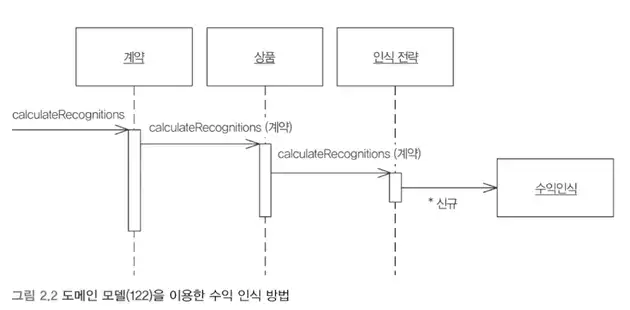 계약
상품
인식 전략
calculateRecognitions
calculateRecognitions (계약)
calculateRecognitions (계약)
* 신규
수익인식
그림 2.2 도메인 모델(122)을 이용한 수익 인식 방법